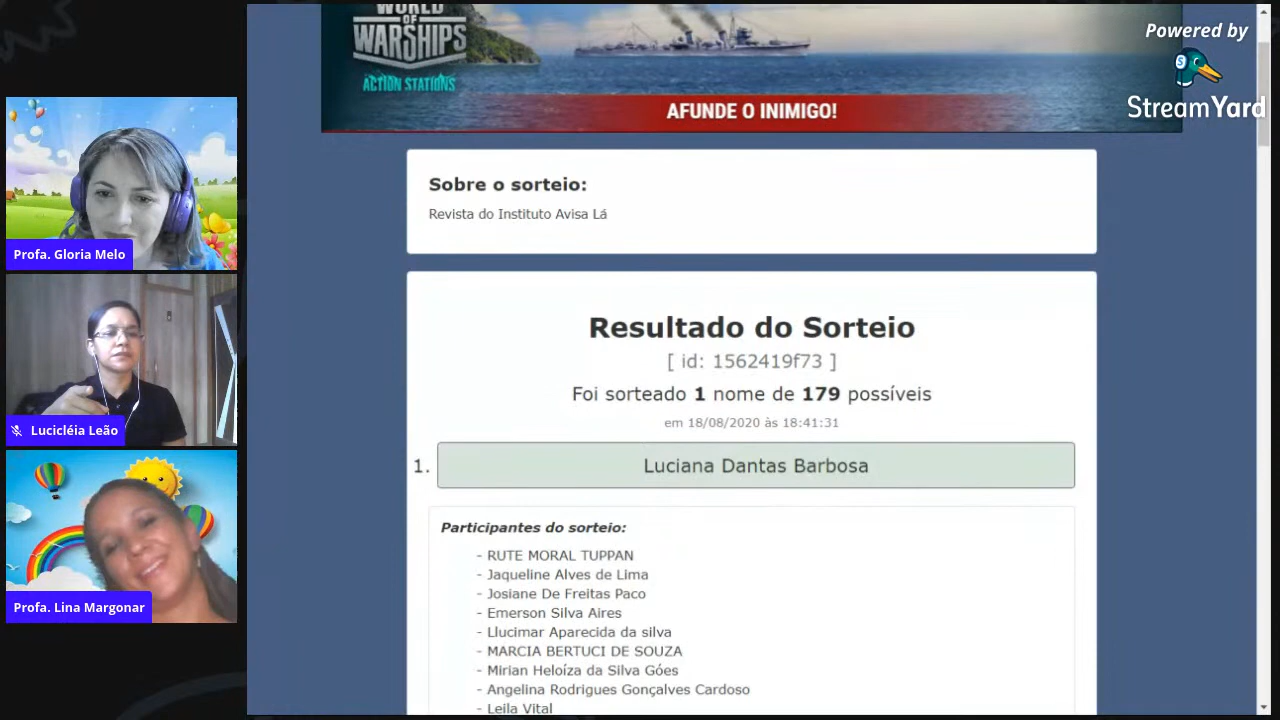 WORLD
OF
WARSHIPS
ACTION STATIONS
AFUNDE O INIMIGO!
Powered by
S
StreamYard
Profa. Gloria Melo
Lucicléia Leão
Profa. Lina Margonar
Sobre o sorteio:
Revista do Instituto Avisa Lá
Resultado do Sorteio
[ id: 1562419f73 ]
Foi sorteado 1 nome de 179 possíveis
em 18/08/2020 às 18:41:31
1. Luciana Dantas Barbosa
Participantes do sorteio:
- RUTE MORAL TUPPAN
- Jaqueline Alves de Lima
- Josiane De Freitas Paco
- Emerson Silva Aires
- Llucimar Aparecida da silva
- MARCIA BERTUCI DE SOUZA
- Mirian Heloíza da Silva Góes
- Angelina Rodrigues Gonçalves Cardoso
- Leila Vital